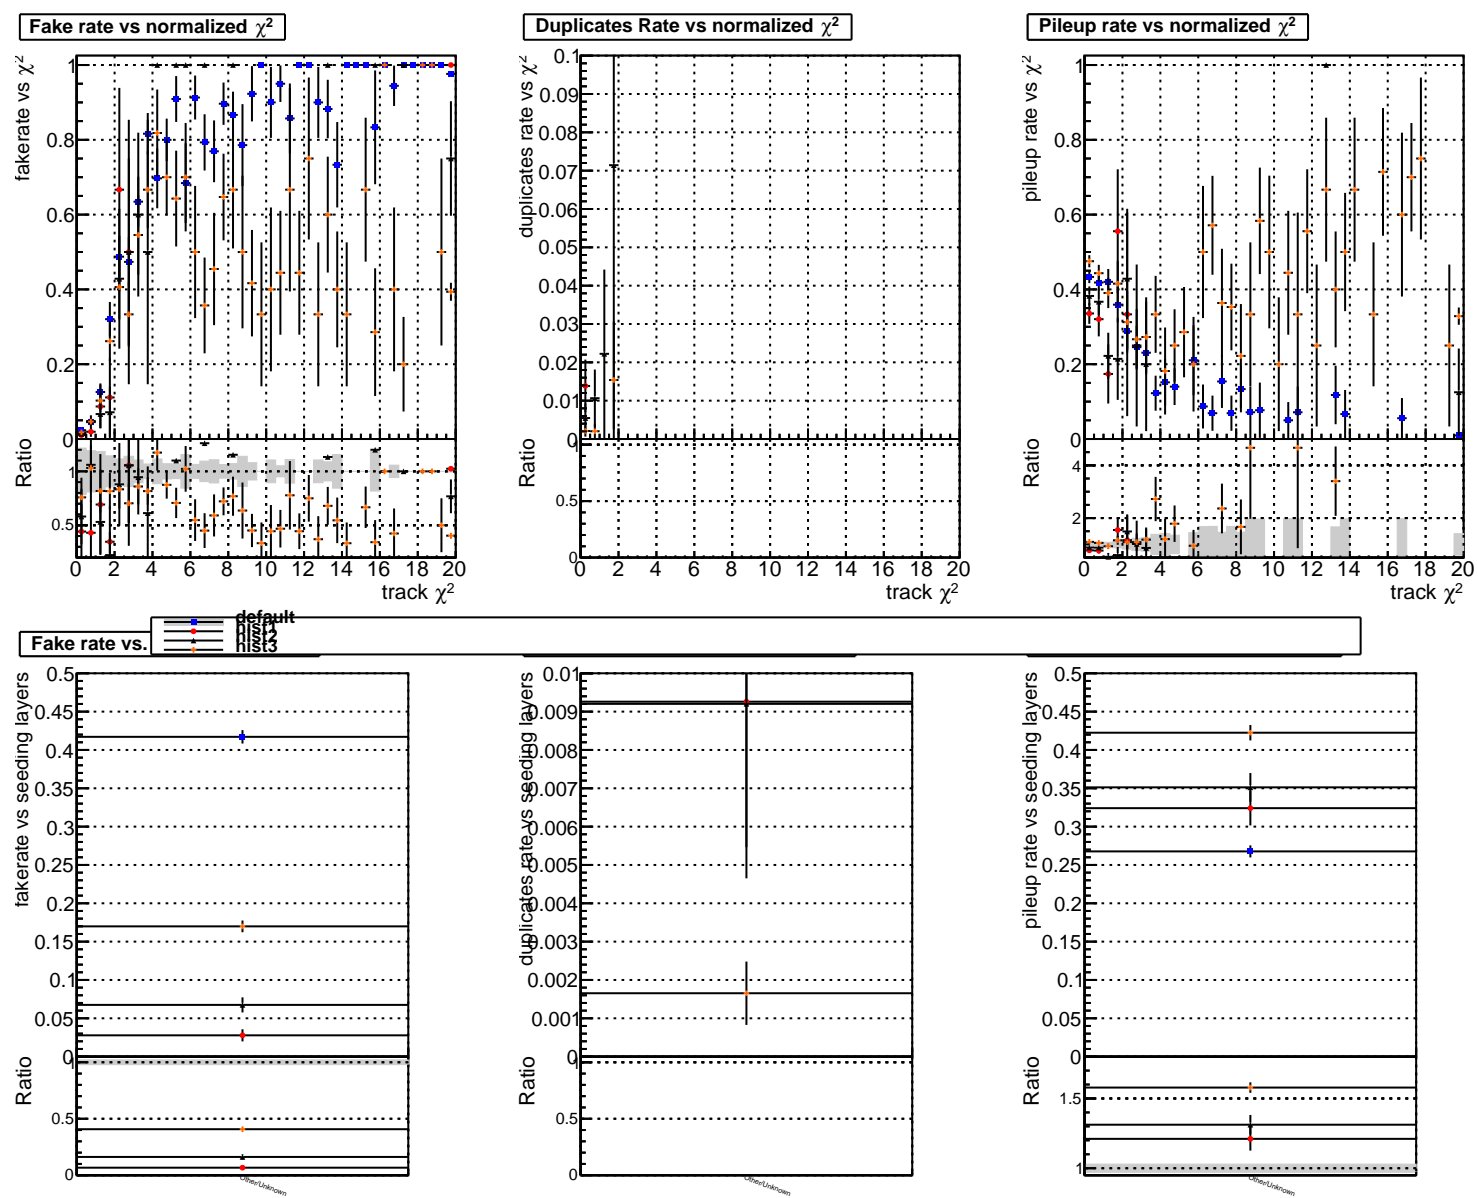 Fake rate vs normalized χ²
Duplicates Rate vs normalized χ²
Pileup rate vs normalized χ²
fakerate vs χ²
1
0.8
0.6
0.4
0.2
0
Ratio
1
0.5
0 2 4 6 8 10 12 14 16 18 20
track χ²
duplicates rate vs χ²
0.1
0.09
0.08
0.07
0.06
0.05
0.04
0.03
0.02
0.01
0
Ratio
1
0.5
0
0 2 4 6 8 10 12 14 16 18 20
track χ²
pileup rate vs χ²
1
0.8
0.6
0.4
0.2
0
Ratio
4
2
0 2 4 6 8 10 12 14 16 18 20
track χ²
default
hist1
hist2
hist3
Fake rate vs.
fakerate vs seeding layers
0.5
0.45
0.4
0.35
0.3
0.25
0.2
0.15
0.1
0.05
0
Ratio
1
0.5
0
Other/Unknown
duplicates rate vs seeding layers
0.01
0.009
0.008
0.007
0.006
0.005
0.004
0.003
0.002
0.001
0
Ratio
1
0.5
0
Other/Unknown
pileup rate vs seeding layers
0.5
0.45
0.4
0.35
0.3
0.25
0.2
0.15
0.1
0.05
0
Ratio
1.5
1
Other/Unknown